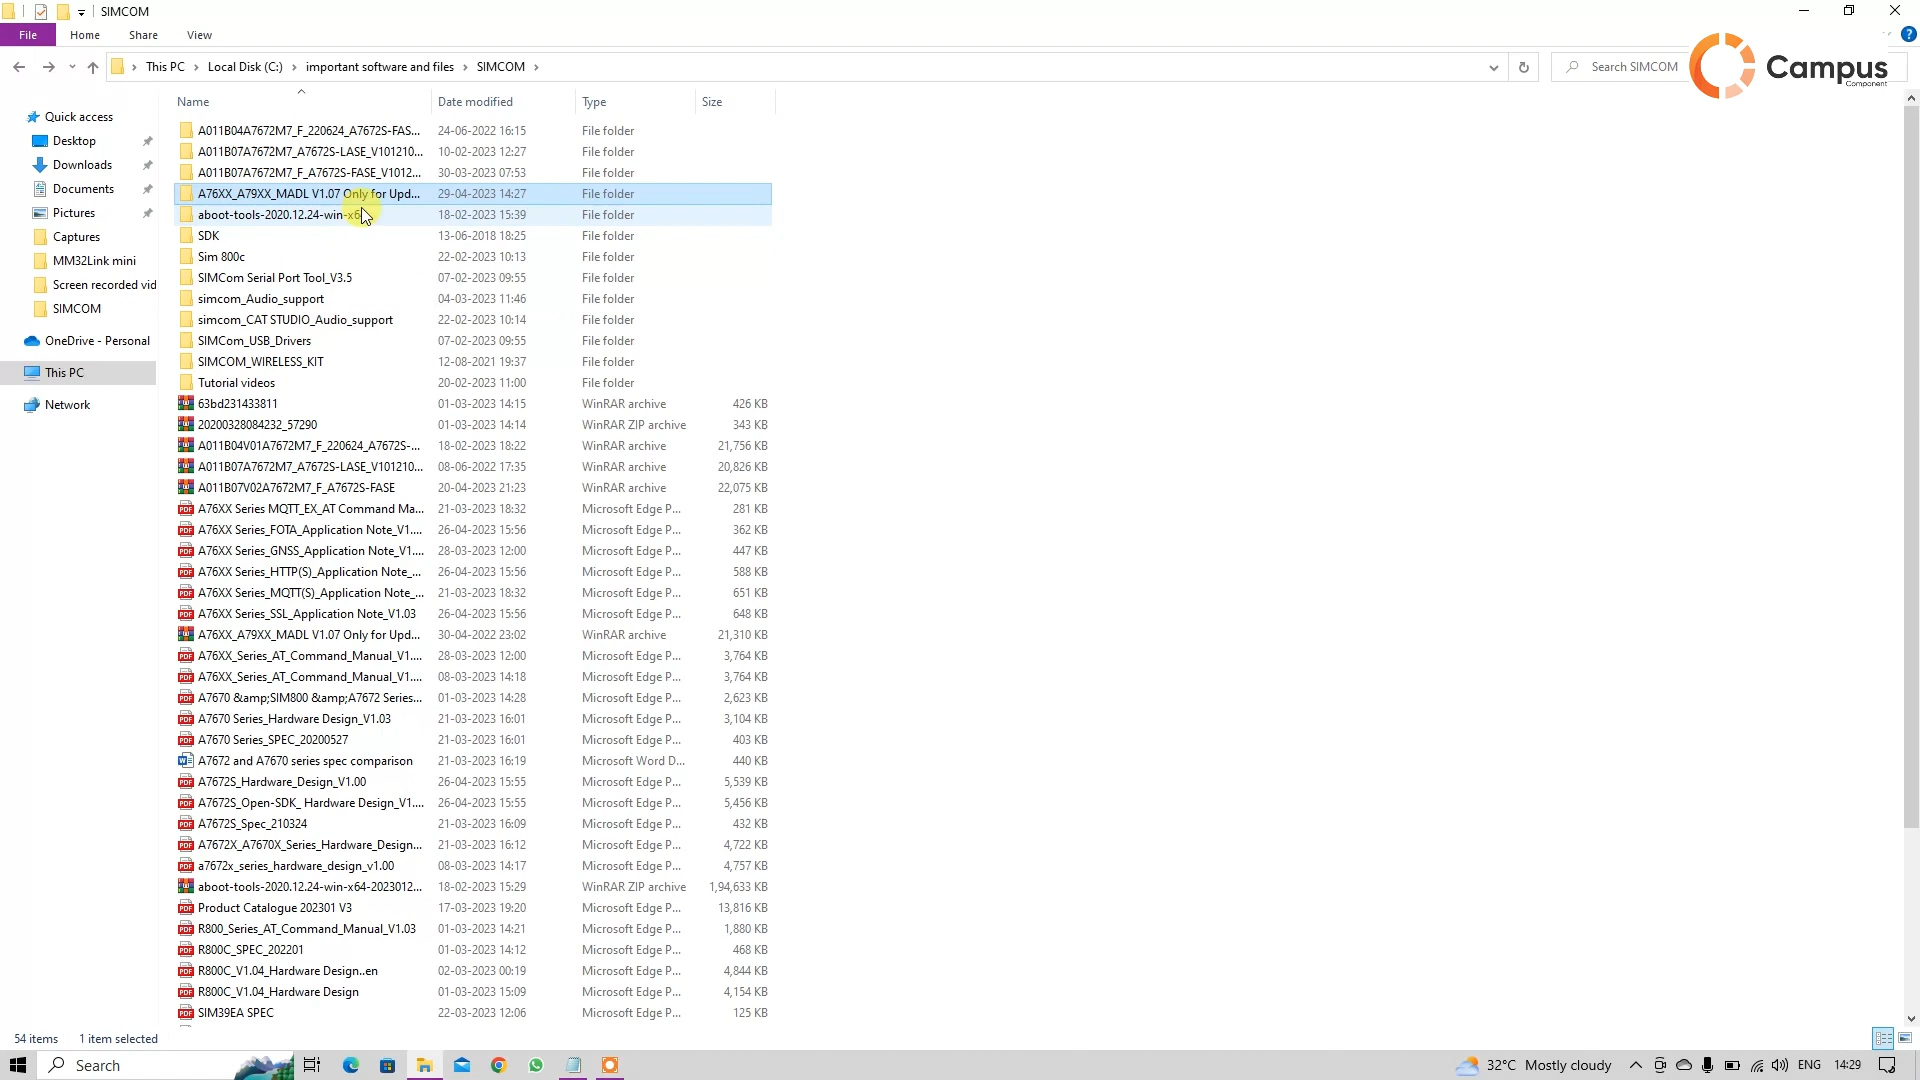 SIMCOM
File Home Share View
This PC Local Disk (C:) important software and files SIMCOM
Search SIMCOM
Campus
Component
Name Date modified Type Size
Quick access
Desktop
Downloads
Documents
Pictures
Captures
MM32Link mini
Screen recorded vid
SIMCOM
OneDrive - Personal
This PC
Network
A011B04A7672M7_F_220624_A7672S-FAS... 24-06-2022 16:15 File folder
A011B07A7672M7_A7672S-LASE_V101210... 10-02-2023 12:27 File folder
A011B07A7672M7_F_A7672S-FASE_V1012... 30-03-2023 07:53 File folder
A76XX_A79XX_MADL V1.07 Only for Upd... 29-04-2023 14:27 File folder
aboot-tools-2020.12.24-win-x64 18-02-2023 15:39 File folder
SDK 13-06-2018 18:25 File folder
Sim 800c 22-02-2023 10:13 File folder
SIMCom Serial Port Tool_V3.5 07-02-2023 09:55 File folder
simcom_Audio_support 04-03-2023 11:46 File folder
simcom_CAT STUDIO_Audio_support 22-02-2023 10:14 File folder
SIMCom_USB_Drivers 07-02-2023 09:55 File folder
SIMCOM_WIRELESS_KIT 12-08-2021 19:37 File folder
Tutorial videos 20-02-2023 11:00 File folder
63bd231433811 01-03-2023 14:15 WinRAR archive 426 KB
20200328084232_57290 01-03-2023 14:14 WinRAR ZIP archive 343 KB
A011B04V01A7672M7_F_220624_A7672S-... 18-02-2023 18:22 WinRAR archive 21,756 KB
A011B07A7672M7_A7672S-LASE_V101210... 08-06-2022 17:35 WinRAR archive 20,826 KB
A011B07V02A7672M7_F_A7672S-FASE 20-04-2023 21:23 WinRAR archive 22,075 KB
A76XX Series MQTT_EX_AT Command Ma... 21-03-2023 18:32 Microsoft Edge P... 281 KB
A76XX Series_FOTA_Application Note_V1.... 26-04-2023 15:56 Microsoft Edge P... 362 KB
A76XX Series_GNSS_Application Note_V1.... 28-03-2023 12:00 Microsoft Edge P... 447 KB
A76XX Series_HTTP(S)_Application Note_... 26-04-2023 15:56 Microsoft Edge P... 588 KB
A76XX Series_MQTT(S)_Application Note_... 21-03-2023 18:32 Microsoft Edge P... 651 KB
A76XX Series_SSL_Application Note_V1.03 26-04-2023 15:56 Microsoft Edge P... 648 KB
A76XX_A79XX_MADL V1.07 Only for Upd... 30-04-2022 23:02 WinRAR archive 21,310 KB
A76XX_Series_AT_Command_Manual_V1.... 28-03-2023 12:00 Microsoft Edge P... 3,764 KB
A76XX_Series_AT_Command_Manual_V1.... 08-03-2023 14:18 Microsoft Edge P... 3,764 KB
A7670 &amp;SIM800 &amp;A7672 Series... 01-03-2023 14:28 Microsoft Edge P... 2,623 KB
A7670 Series_Hardware Design_V1.03 21-03-2023 16:01 Microsoft Edge P... 3,104 KB
A7670 Series_SPEC_20200527 21-03-2023 16:01 Microsoft Edge P... 403 KB
A7672 and A7670 series spec comparison 21-03-2023 16:19 Microsoft Word D... 440 KB
A7672S_Hardware_Design_V1.00 26-04-2023 15:55 Microsoft Edge P... 5,539 KB
A7672S_Open-SDK_ Hardware Design_V1.... 26-04-2023 15:55 Microsoft Edge P... 5,456 KB
A7672S_Spec_210324 21-03-2023 16:09 Microsoft Edge P... 432 KB
A7672X_A7670X_Series_Hardware_Design... 21-03-2023 16:12 Microsoft Edge P... 4,722 KB
a7672x_series_hardware_design_v1.00 08-03-2023 14:17 Microsoft Edge P... 4,757 KB
aboot-tools-2020.12.24-win-x64-2023012... 18-02-2023 15:29 WinRAR ZIP archive 1,94,633 KB
Product Catalogue 202301 V3 17-03-2023 19:20 Microsoft Edge P... 13,816 KB
R800_Series_AT_Command_Manual_V1.03 01-03-2023 14:21 Microsoft Edge P... 1,880 KB
R800C_SPEC_202201 01-03-2023 14:12 Microsoft Edge P... 468 KB
R800C_V1.04_Hardware Design..en 02-03-2023 00:19 Microsoft Edge P... 4,844 KB
R800C_V1.04_Hardware Design 01-03-2023 15:09 Microsoft Edge P... 4,154 KB
SIM39EA SPEC 22-03-2023 12:06 Microsoft Edge P... 125 KB
54 items 1 item selected
Search 32°C Mostly cloudy ENG 14:29